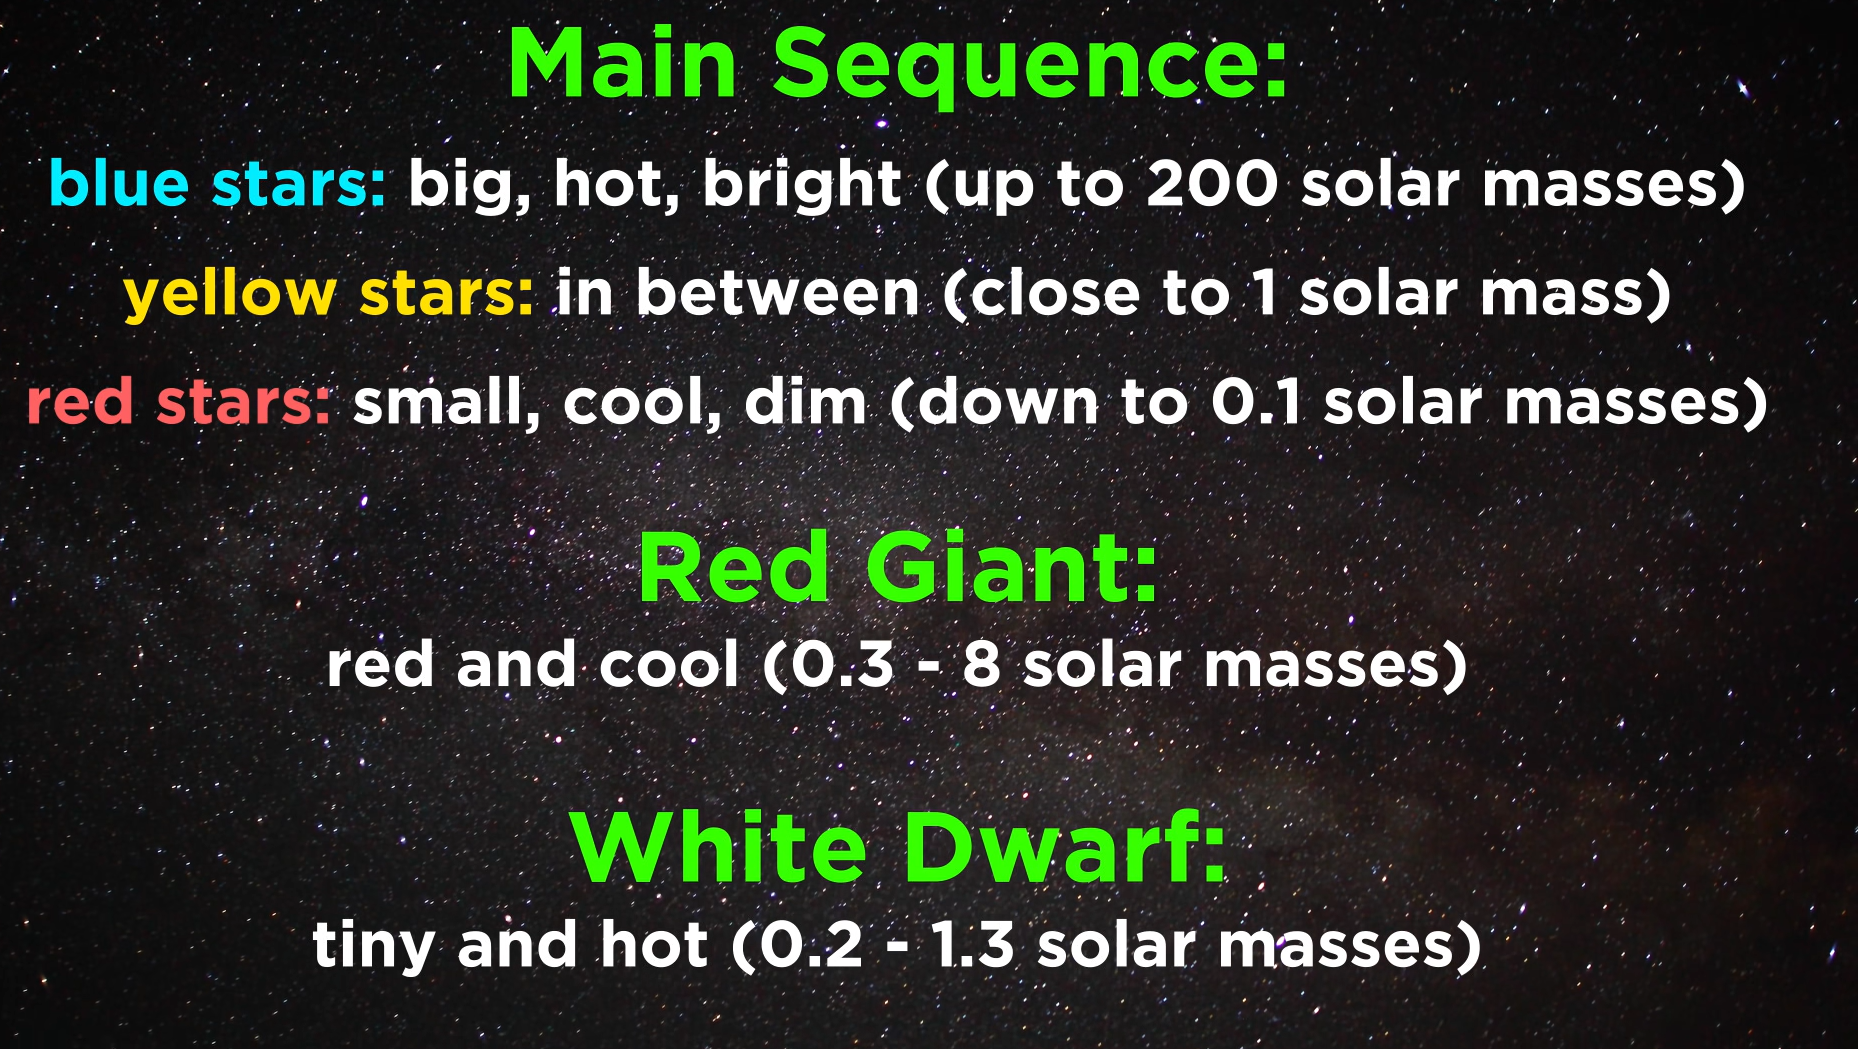 Main Sequence:
blue stars: big, hot, bright (up to 200 solar masses)
yellow stars: in between (close to 1 solar mass)
red stars: small, cool, dim (down to 0.1 solar masses)
Red Giant:
red and cool (0.3 - 8 solar masses)
White Dwarf:
tiny and hot (0.2 - 1.3 solar masses)